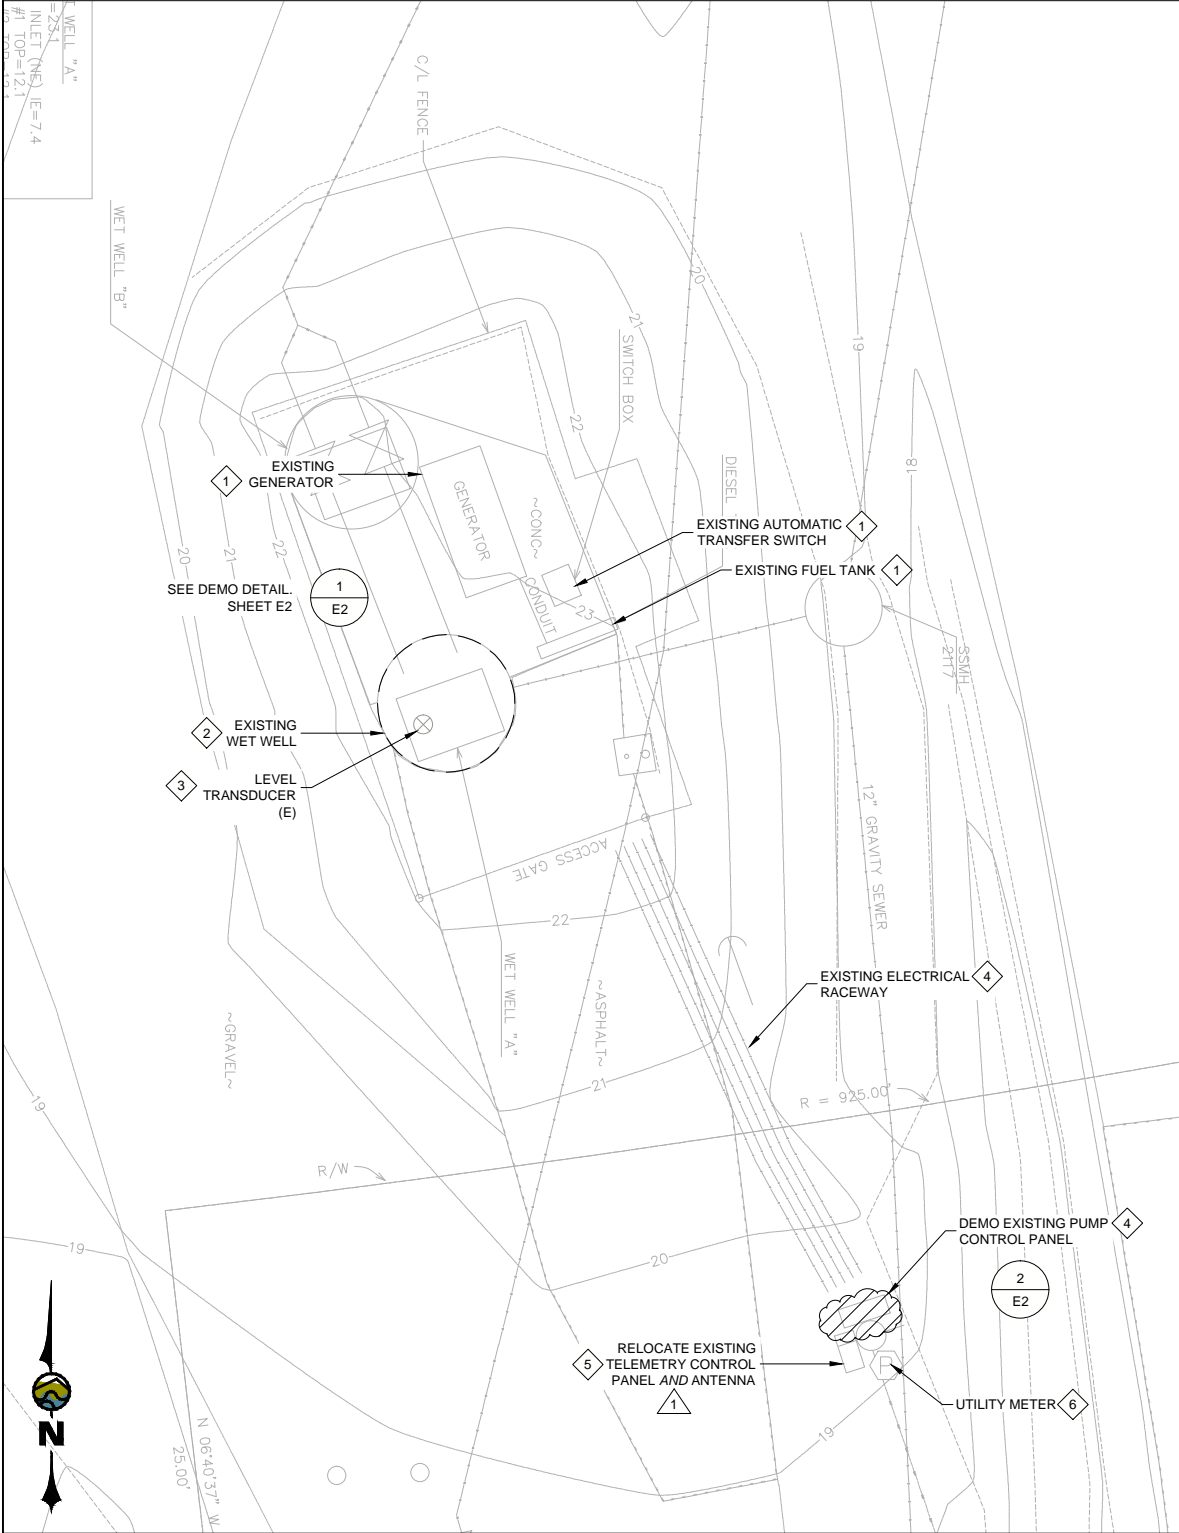 T WELL "A"
=23.1
INLET (NE) IE=7.4
#1 TOP=12.1
WET WELL "B"
C/L FENCE
20
21
19
SWITCH BOX
22
18
DIESEL
1
EXISTING
GENERATOR
GENERATOR
~CONC~
CONDUIT
EXISTING AUTOMATIC
TRANSFER SWITCH
1
EXISTING FUEL TANK
1
20
21
22
SEE DEMO DETAIL.
SHEET E2
1
E2
23
SSMH
2117
2
EXISTING
WET WELL
3
LEVEL
TRANSDUCER
(E)
12" GRAVITY SEWER
ACCESS GATE
22
WET WELL "A"
~ASPHALT~
EXISTING ELECTRICAL
RACEWAY
4
~GRAVEL~
21
19
R = 925.00'
R/W
DEMO EXISTING PUMP
CONTROL PANEL
4
19
20
2
E2
5
RELOCATE EXISTING
TELEMETRY CONTROL
PANEL AND ANTENNA
1
UTILITY METER
6
19
N
N 06°40'37" W
25.00'